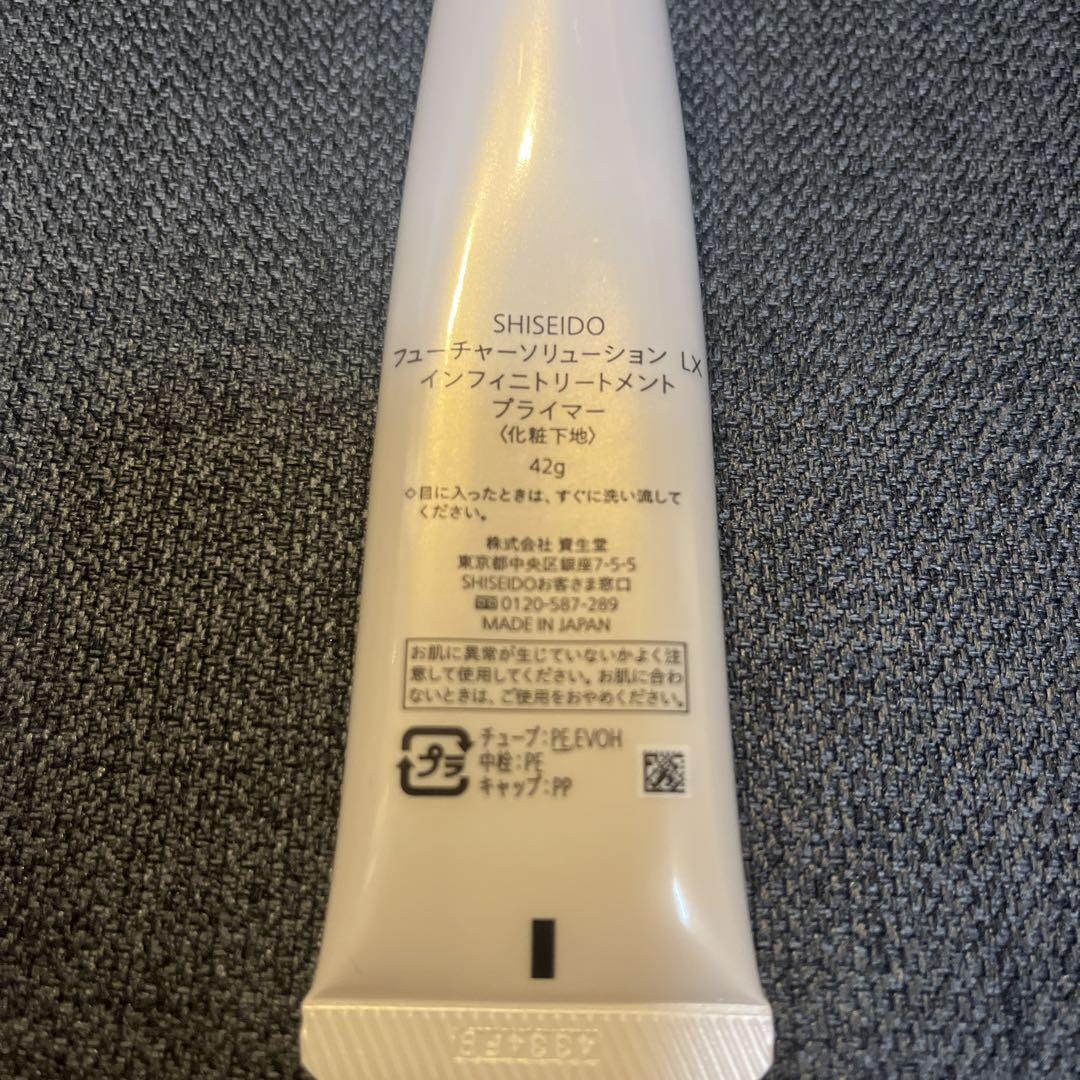 SHISEIDO
フューチャーソリューション LX
インフィニトリートメント
プライマー
〈化粧下地〉
42g
◇目に入ったときは、すぐに洗い流して
ください。
株式会社 資生堂
東京都中央区銀座7-5-5
SHISEIDOお客さま窓口
0120-587-289
MADE IN JAPAN
お肌に異常が生じていないかよく注
意して使用してください。お肌に合わ
ないときは、ご使用をおやめください。
プラ
チューブ:PE,EVOH
中栓:PE
キャップ:PP